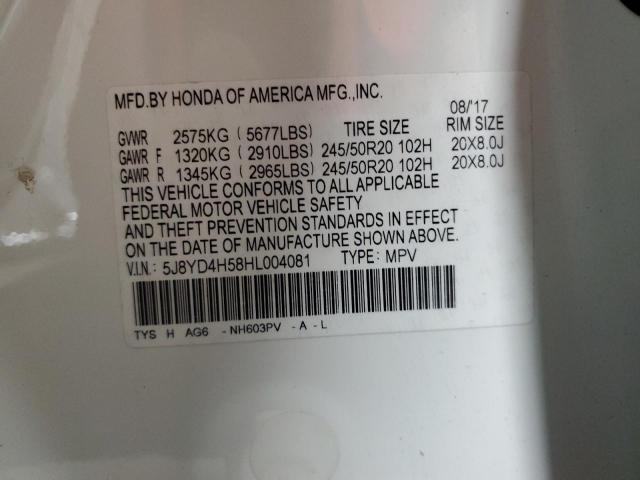 MFD.BY HONDA OF AMERICA MFG.,INC. 08/'17
GVWR 2575KG ( 5677LBS) TIRE SIZE RIM SIZE
GAWR F 1320KG ( 2910LBS) 245/50R20 102H 20X8.0J
GAWR R 1345KG ( 2965LBS) 245/50R20 102H 20X8.0J
THIS VEHICLE CONFORMS TO ALL APPLICABLE
FEDERAL MOTOR VEHICLE SAFETY
AND THEFT PREVENTION STANDARDS IN EFFECT
ON THE DATE OF MANUFACTURE SHOWN ABOVE.
V.I.N.: 5J8YD4H58HL004081 TYPE: MPV
TYS H AG6 - NH603PV - A - L